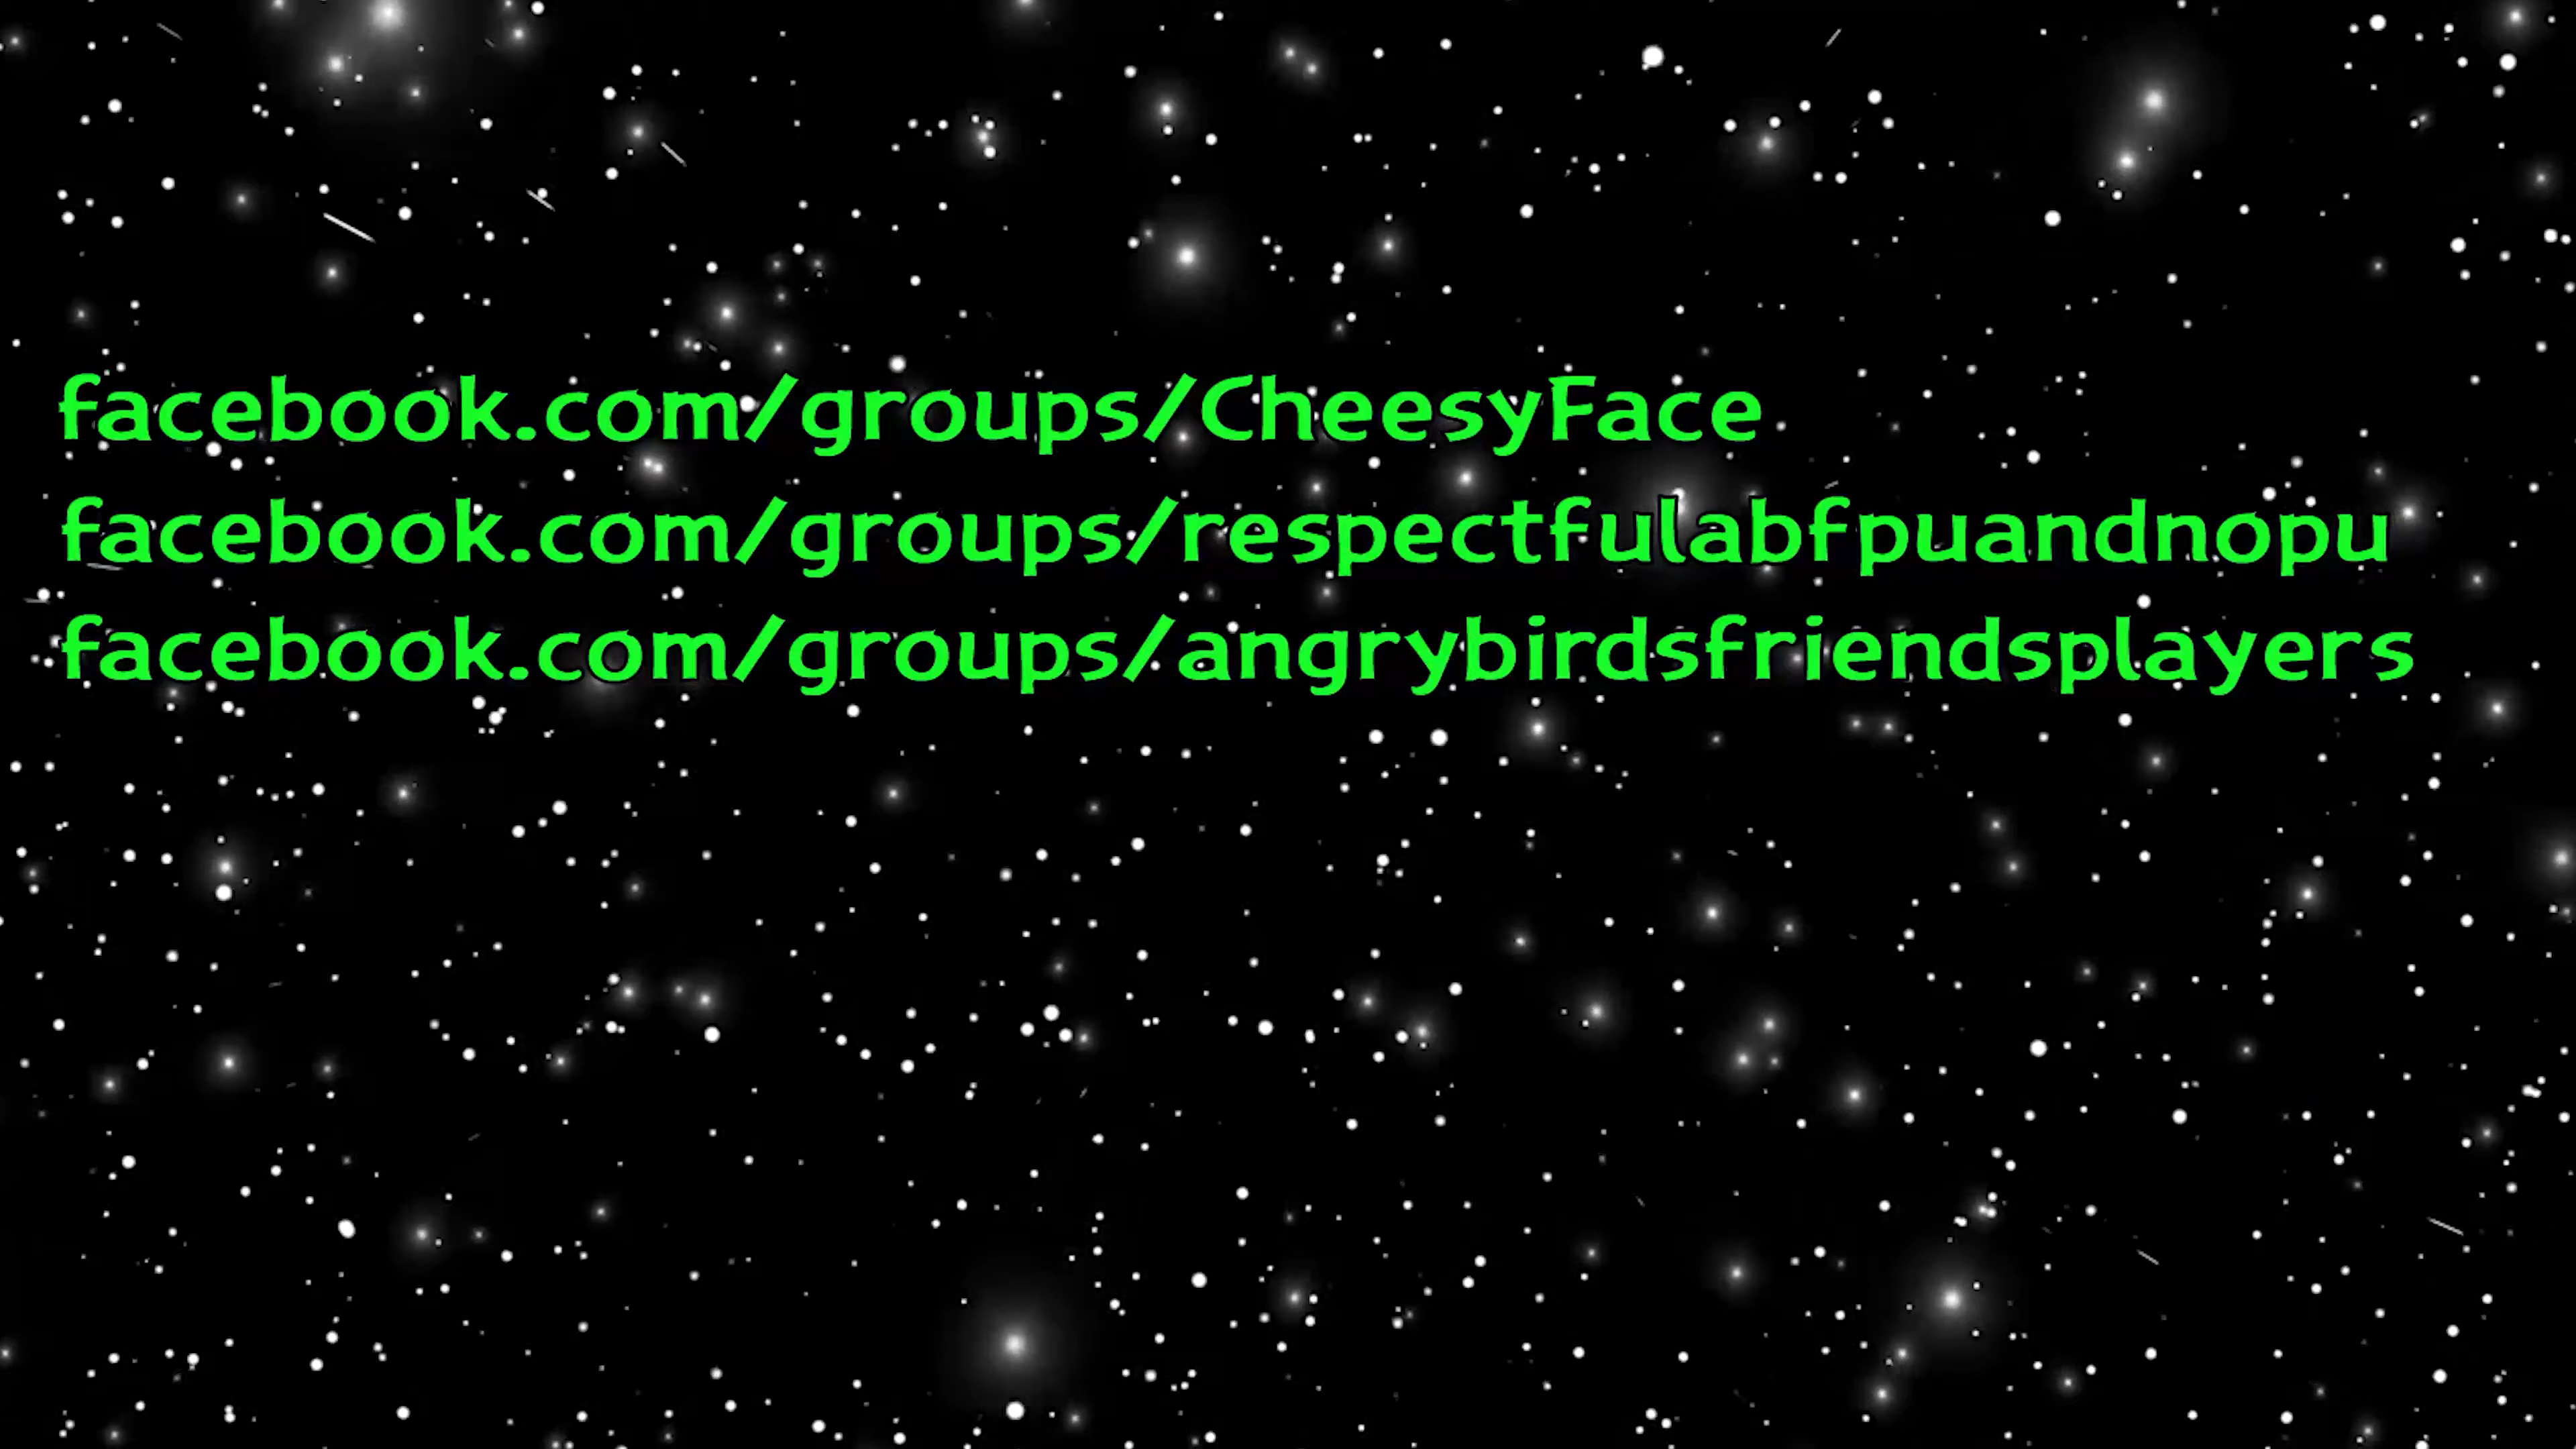 facebook.com/groups/CheesyFace
facebook.com/groups/respectfulabfpuandnopu
facebook.com/groups/angrybirdsfriendsplayers